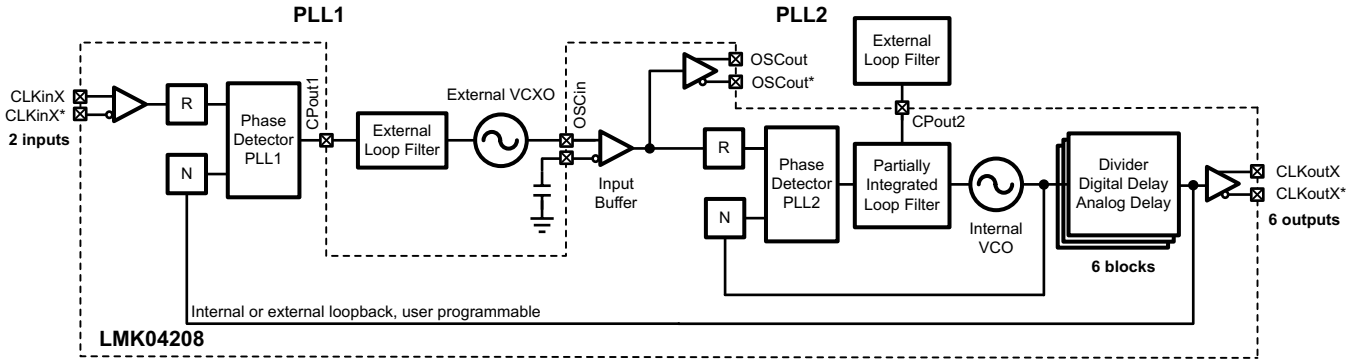 PLL1
PLL2
CLKinX
CLKinX*
2 inputs
R
N
Phase
Detector
PLL1
CPout1
External
Loop Filter
External VCXO
OSCin
Input
Buffer
OSCout
OSCout*
External
Loop Filter
CPout2
R
N
Phase
Detector
PLL2
Partially
Integrated
Loop Filter
Internal
VCO
Divider
Digital Delay
Analog Delay
6 blocks
CLKoutX
CLKoutX*
6 outputs
Internal or external loopback, user programmable
LMK04208